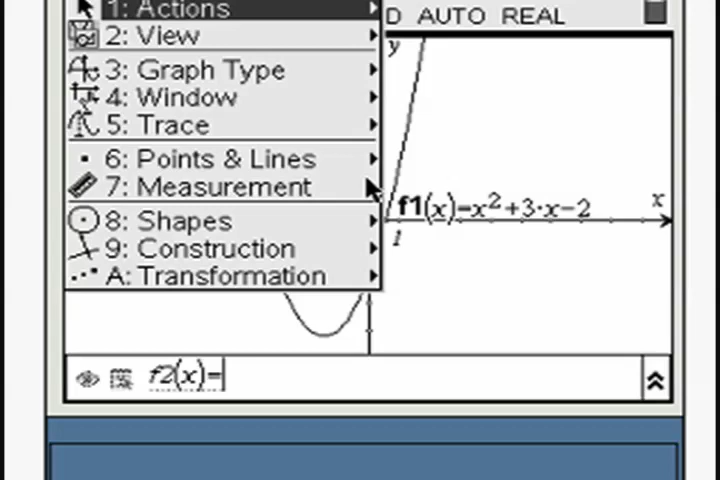 1: Actions
D AUTO REAL
2: View
y
3: Graph Type
4: Window
5: Trace
6: Points & Lines
7: Measurement
f1(x)=x²+3·x−2
x
1
8: Shapes
9: Construction
A: Transformation
f2(x)=